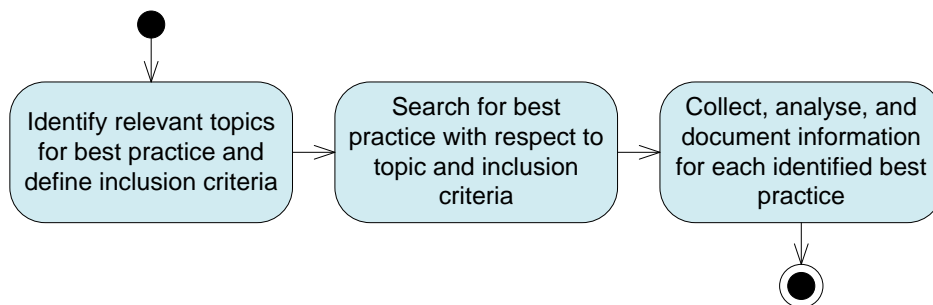 Identify relevant topics
for best practice and
define inclusion criteria
Search for best
practice with respect to
topic and inclusion
criteria
Collect, analyse, and
document information
for each identified best
practice